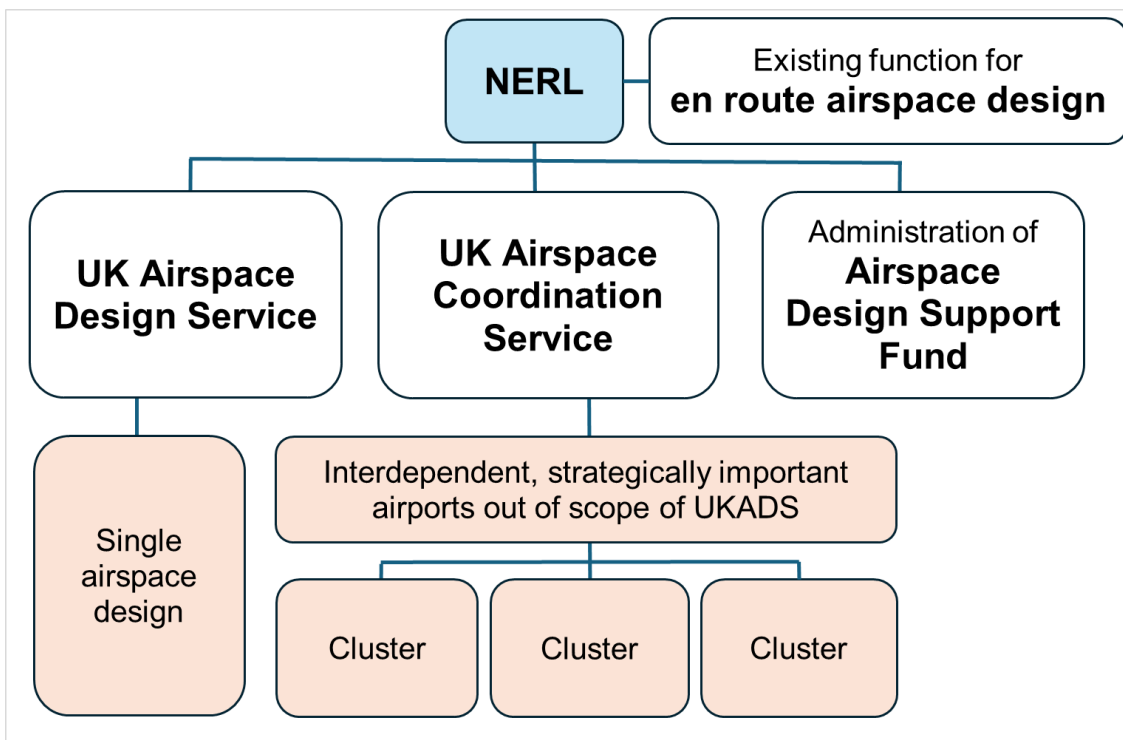 NERL
Existing function for
en route airspace design
UK Airspace
Design Service
UK Airspace
Coordination
Service
Administration of
Airspace
Design Support
Fund
Single
airspace
design
Interdependent, strategically important
airports out of scope of UKADS
Cluster
Cluster
Cluster